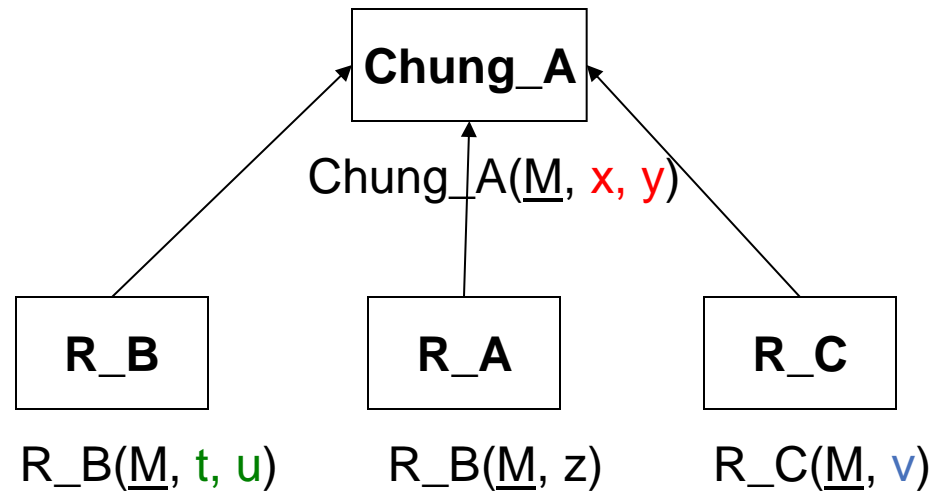 Chung_A
Chung_A(M, x, y)
R_B
R_A
R_C
R_B(M, t, u)
R_B(M, z)
R_C(M, v)